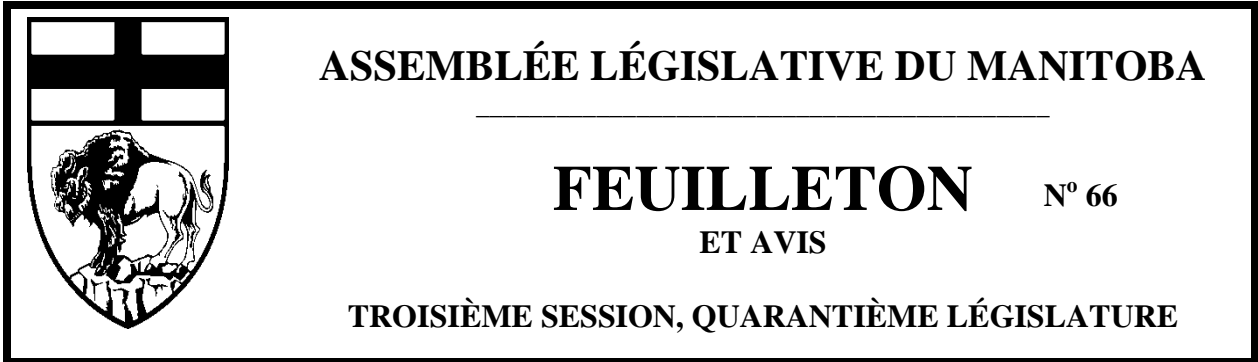 ASSEMBLÉE LÉGISLATIVE DU MANITOBA
FEUILLETON Nº 66
ET AVIS
TROISIÈME SESSION, QUARANTIÈME LÉGISLATURE